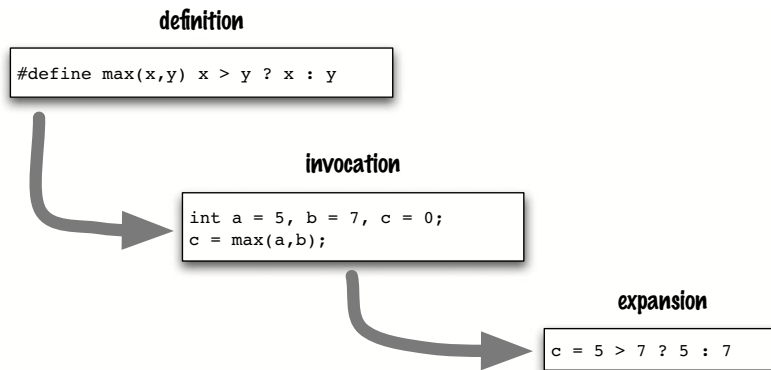 definition
#define max(x,y) x > y ? x : y
invocation
int a = 5, b = 7, c = 0;
c = max(a,b);
expansion
c = 5 > 7 ? 5 : 7